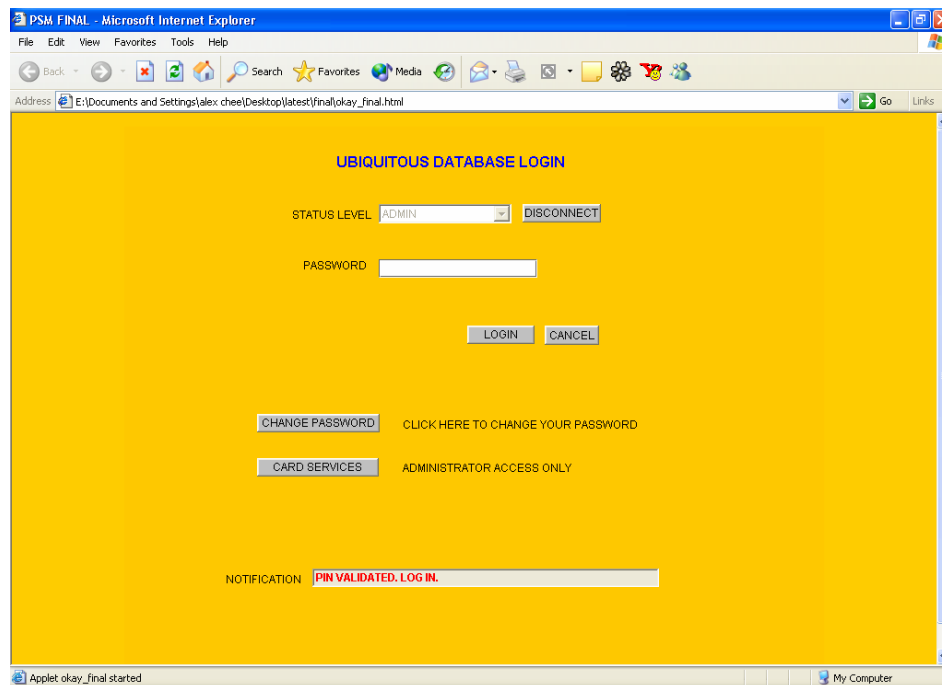 PSM FINAL - Microsoft Internet Explorer
File Edit View Favorites Tools Help
Back Search Favorites Media
Address E:\Documents and Settings\alex chee\Desktop\latest\final\okay_final.html Go Links
UBIQUITOUS DATABASE LOGIN
STATUS LEVEL ADMIN DISCONNECT
PASSWORD
LOGIN CANCEL
CHANGE PASSWORD CLICK HERE TO CHANGE YOUR PASSWORD
CARD SERVICES ADMINISTRATOR ACCESS ONLY
NOTIFICATION PIN VALIDATED. LOG IN.
Applet okay_final started My Computer